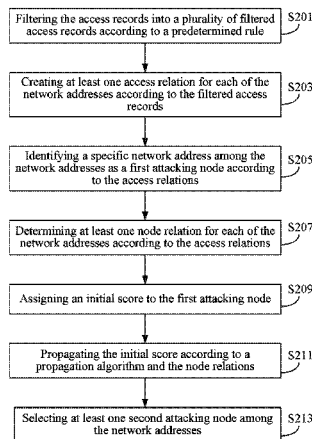 Filtering the access records into a plurality of filtered
access records according to a predetermined rule
S201
Creating at least one access relation for each of the
network addresses according to the filtered access
records
S203
Identifying a specific network address among the
network addresses as a first attacking node according
to the access relations
S205
Determining at least one node relation for each of the
network addresses according to the access relations
S207
Assigning an initial score to the first attacking node
S209
Propagating the initial score according to a
propagation algorithm and the node relations
S211
Selecting at least one second attacking node among
the network addresses
S213